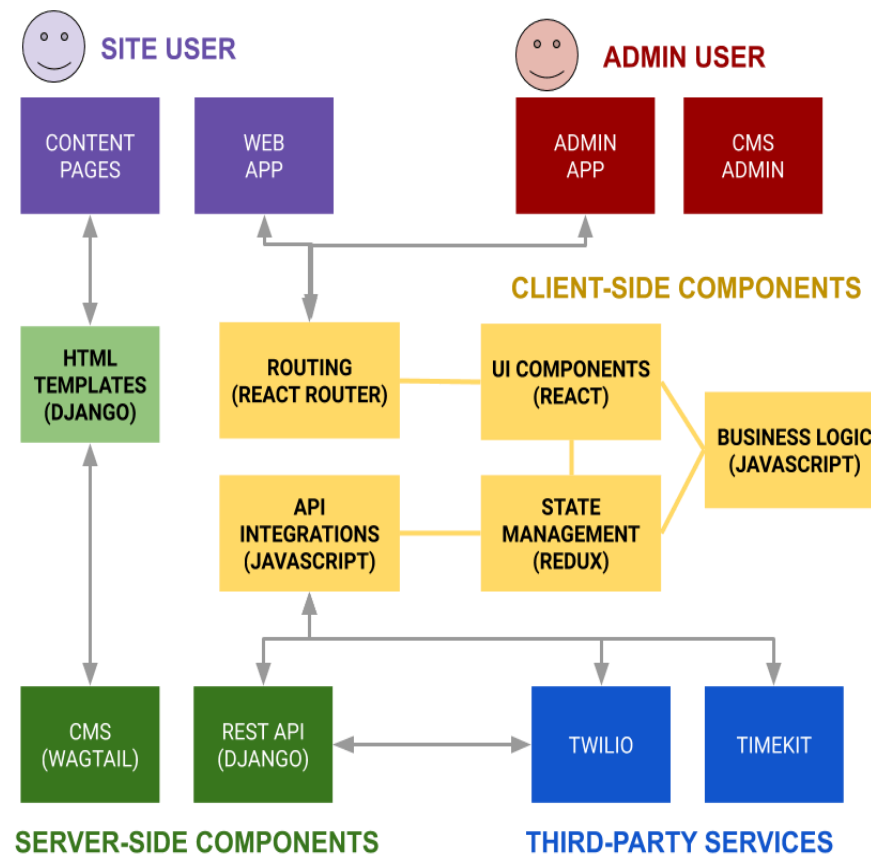 SITE USER
ADMIN USER
CONTENT
PAGES
WEB
APP
ADMIN
APP
CMS
ADMIN
CLIENT-SIDE COMPONENTS
HTML
TEMPLATES
(DJANGO)
ROUTING
(REACT ROUTER)
UI COMPONENTS
(REACT)
BUSINESS LOGIC
(JAVASCRIPT)
API
INTEGRATIONS
(JAVASCRIPT)
STATE
MANAGEMENT
(REDUX)
CMS
(WAGTAIL)
REST API
(DJANGO)
TWILIO
TIMEKIT
SERVER-SIDE COMPONENTS
THIRD-PARTY SERVICES